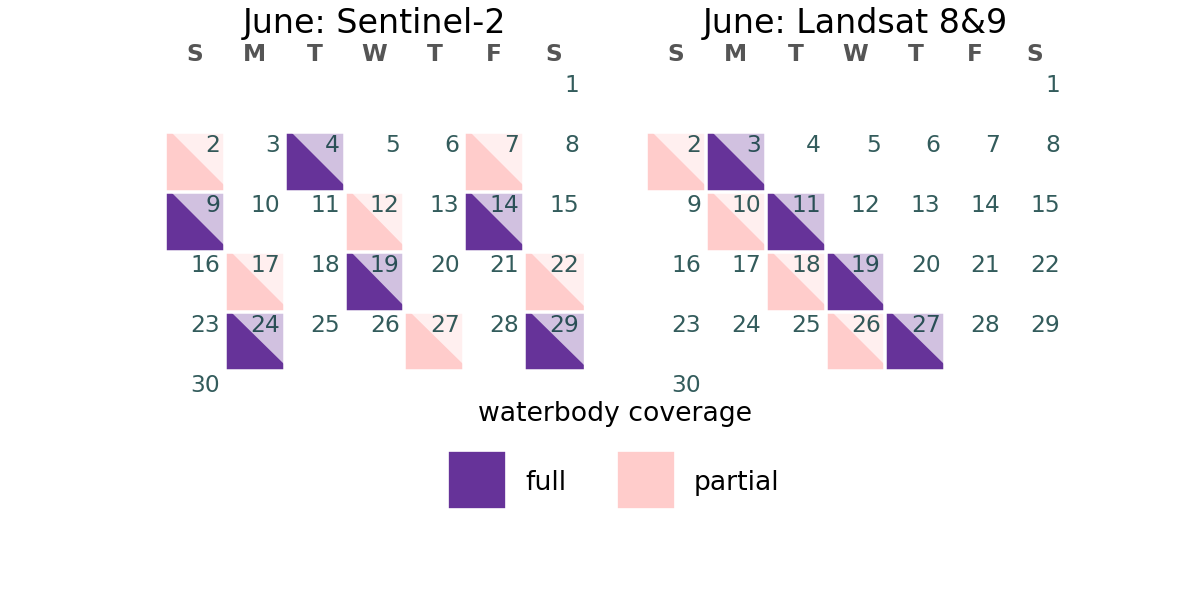 June: Sentinel-2
S M T W T F S
1
2 3 4 5 6 7 8
9 10 11 12 13 14 15
16 17 18 19 20 21 22
23 24 25 26 27 28 29
30
June: Landsat 8&9
S M T W T F S
1
2 3 4 5 6 7 8
9 10 11 12 13 14 15
16 17 18 19 20 21 22
23 24 25 26 27 28 29
30
waterbody coverage
full partial